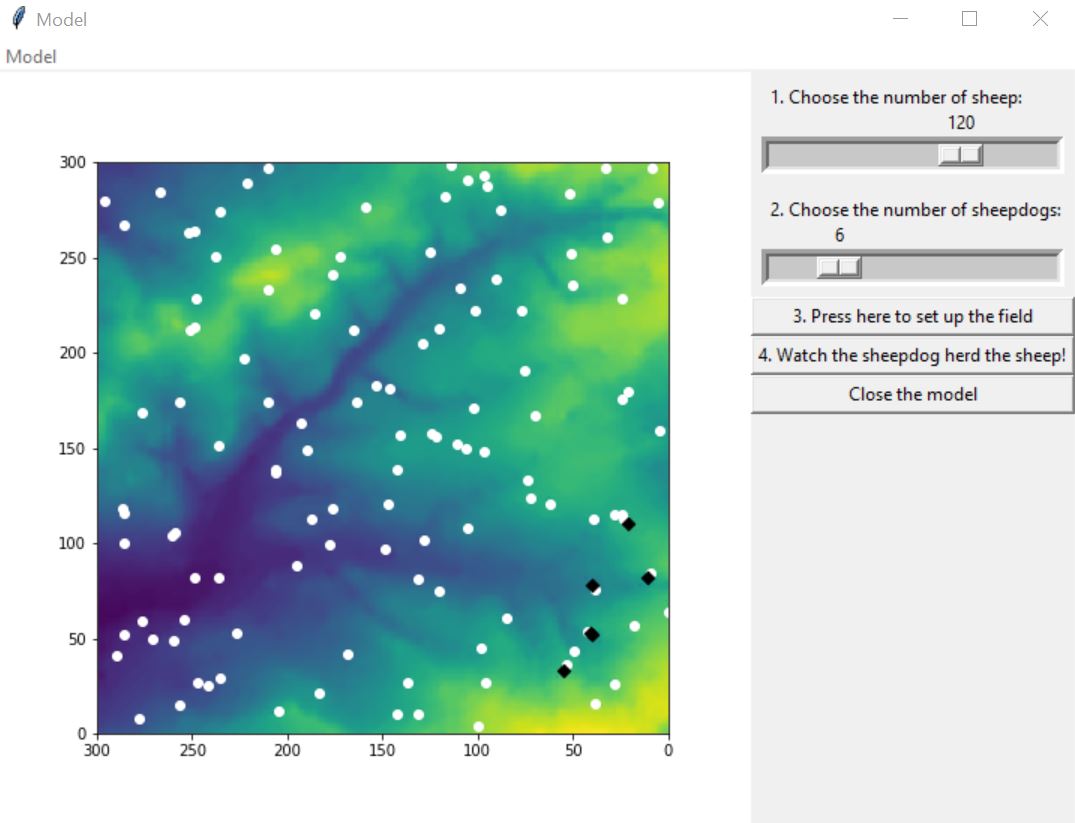 Model
Model
1. Choose the number of sheep:
120
2. Choose the number of sheepdogs:
6
3. Press here to set up the field
4. Watch the sheepdog herd the sheep!
Close the model
300
250
200
150
100
50
0
300 250 200 150 100 50 0